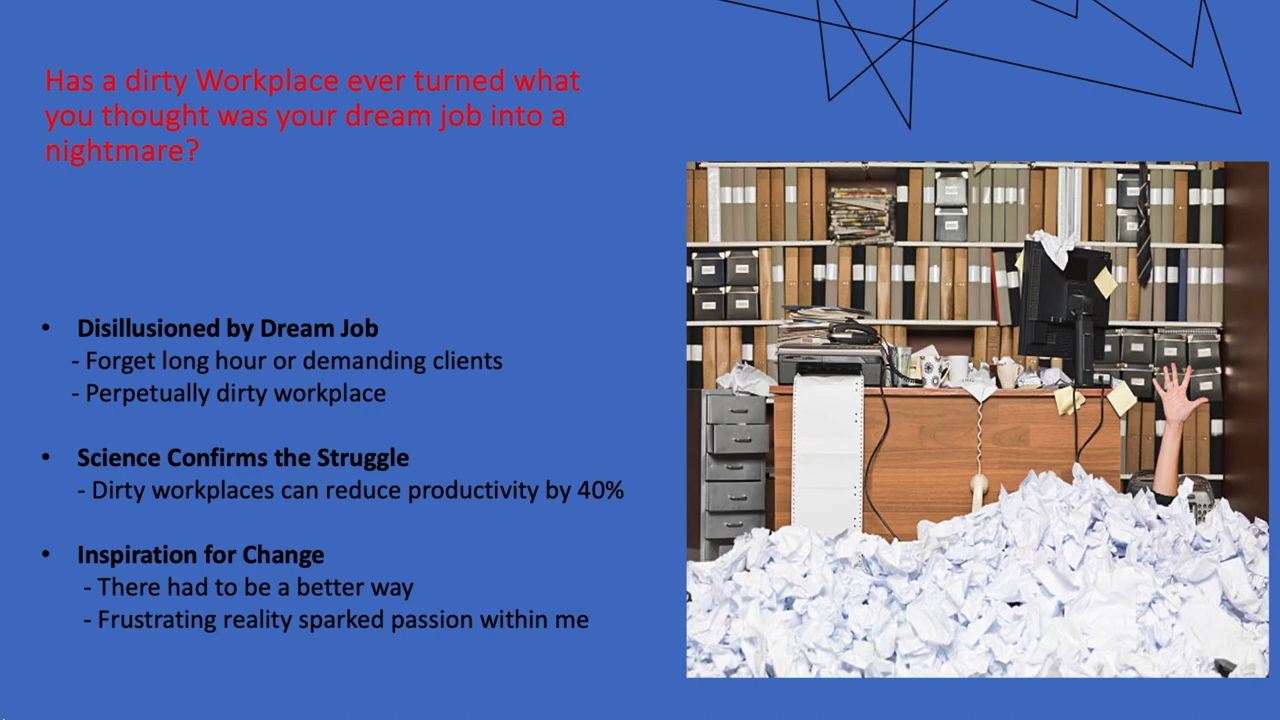 Has a dirty Workplace ever turned what
you thought was your dream job into a
nightmare?
• Disillusioned by Dream Job
- Forget long hour or demanding clients
- Perpetually dirty workplace
• Science Confirms the Struggle
- Dirty workplaces can reduce productivity by 40%
• Inspiration for Change
- There had to be a better way
- Frustrating reality sparked passion within me